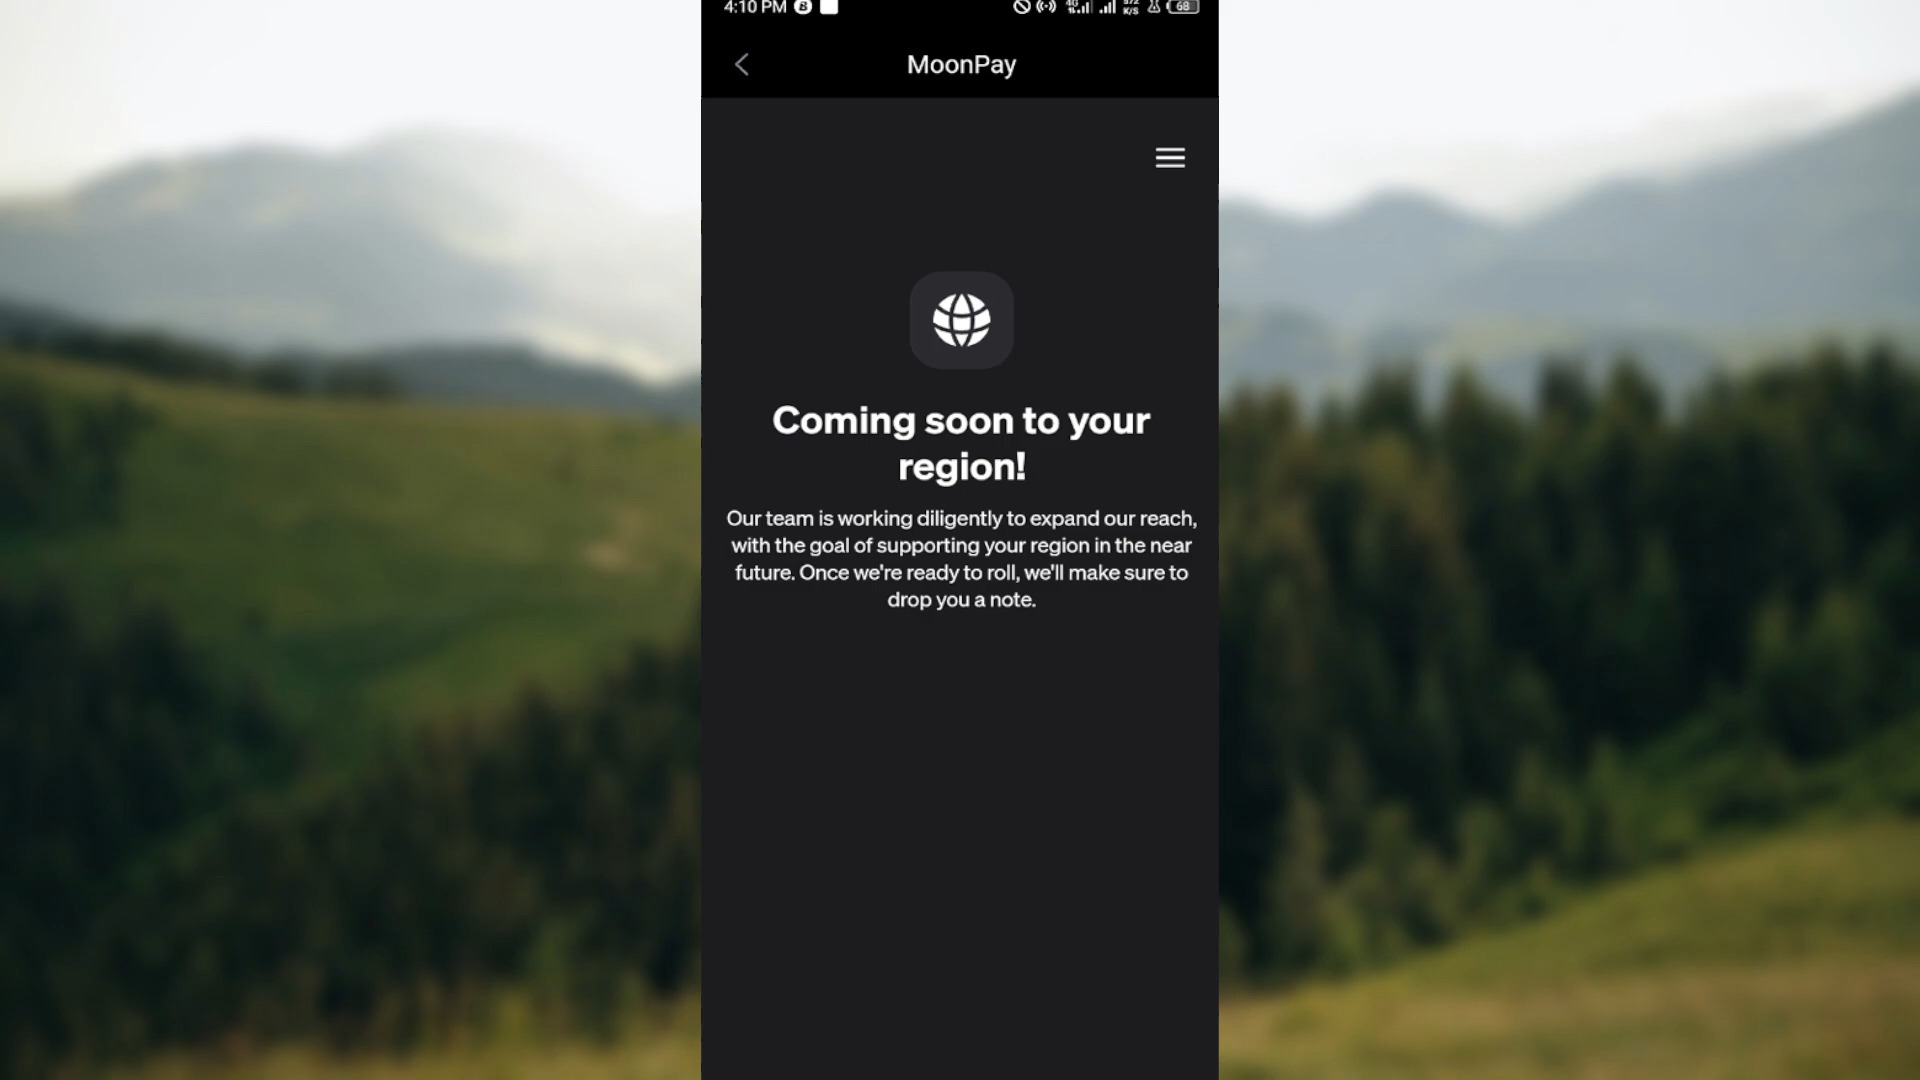 4:10 PM
4G
K/S
68
MoonPay
Coming soon to your
region!
Our team is working diligently to expand our reach,
with the goal of supporting your region in the near
future. Once we're ready to roll, we'll make sure to
drop you a note.